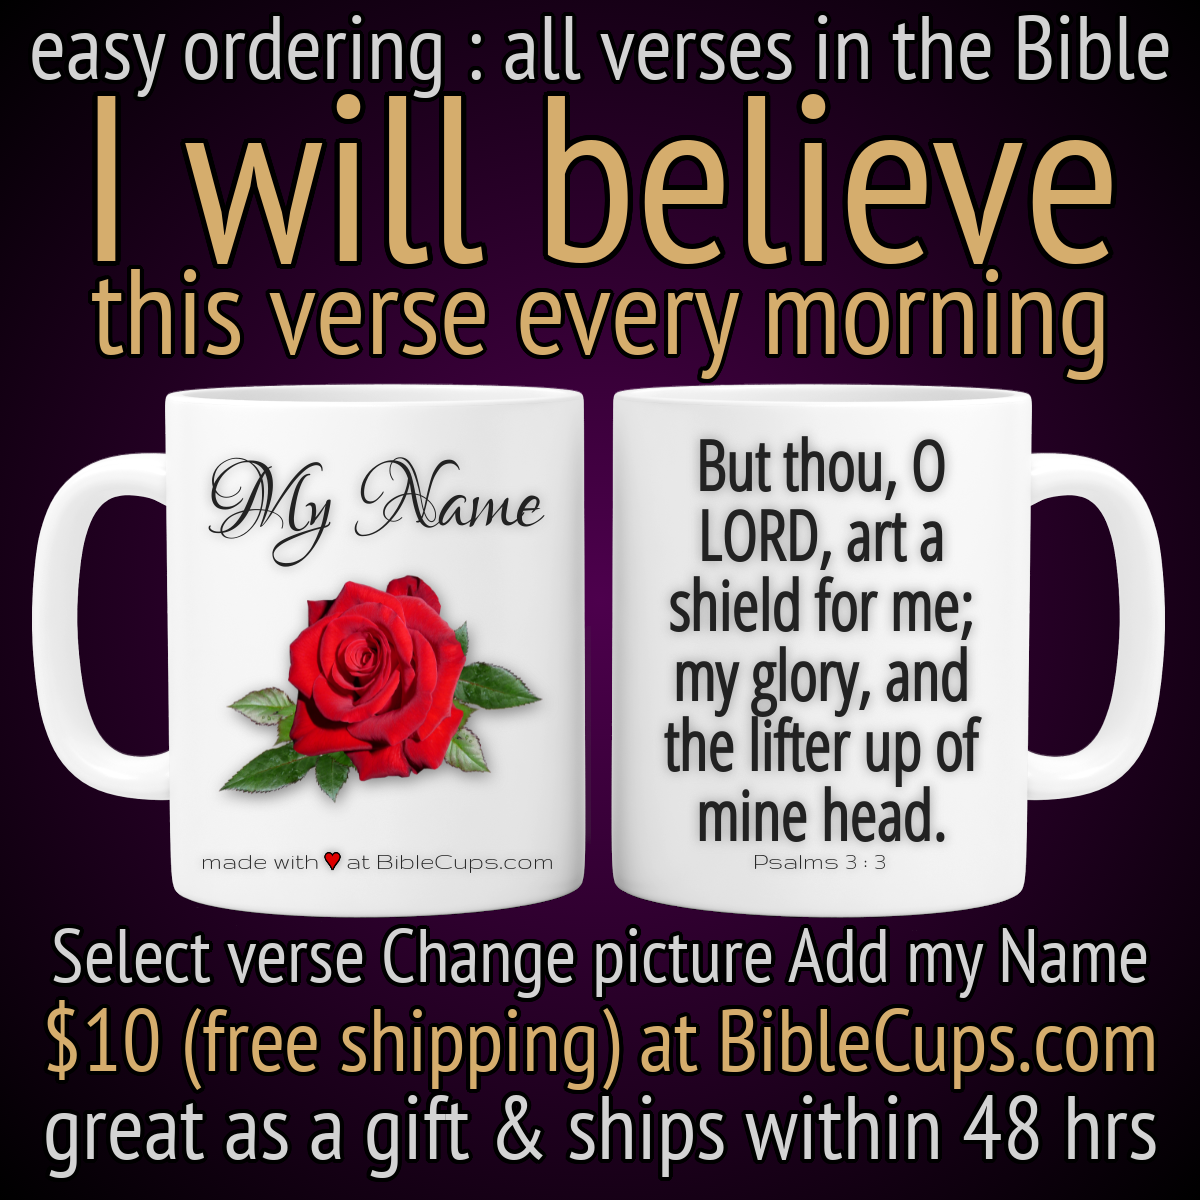 easy ordering : all verses in the Bible
I will believe
this verse every morning
My Name
made with ♥ at BibleCups.com
But thou, O
LORD, art a
shield for me;
my glory, and
the lifter up of
mine head.
Psalms 3 : 3
Select verse Change picture Add my Name
$10 (free shipping) at BibleCups.com
great as a gift & ships within 48 hrs